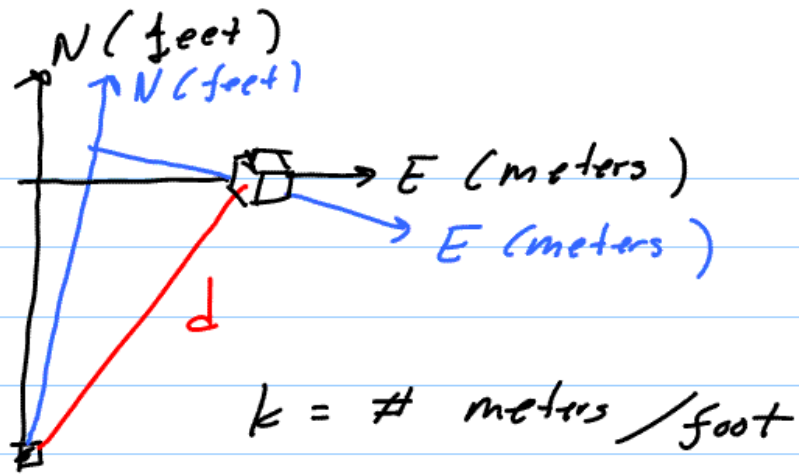 N (feet)
N (feet)
E (meters)
E (meters)
d
k = # meters / foot